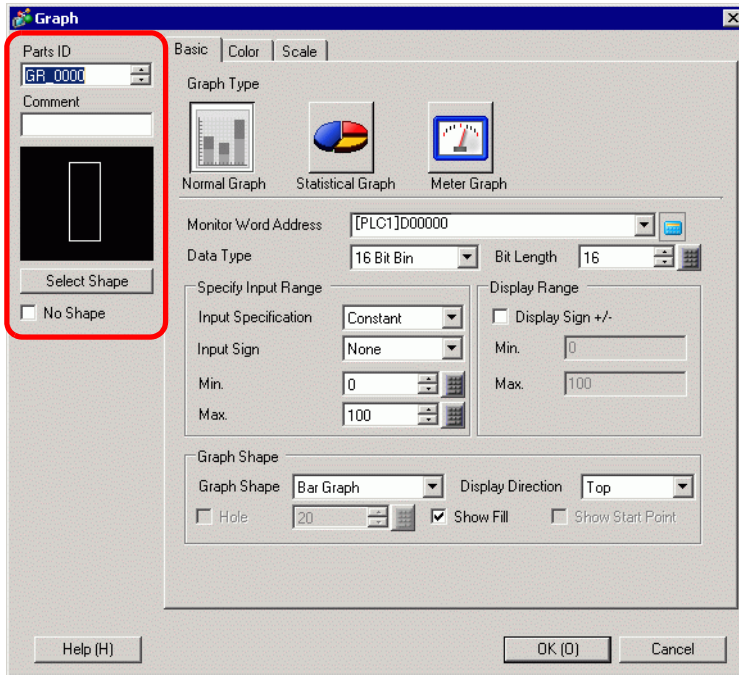 Graph
Parts ID
GR_0000
Comment
Select Shape
No Shape
Basic Color Scale
Graph Type
Normal Graph Statistical Graph Meter Graph
Monitor Word Address [PLC1]D00000
Data Type 16 Bit Bin Bit Length 16
Specify Input Range
Input Specification Constant
Input Sign None
Min. 0
Max. 100
Display Range
Display Sign +/-
Min. 0
Max. 100
Graph Shape
Graph Shape Bar Graph Display Direction Top
Hole 20 Show Fill Show Start Point
Help (H) OK (O) Cancel